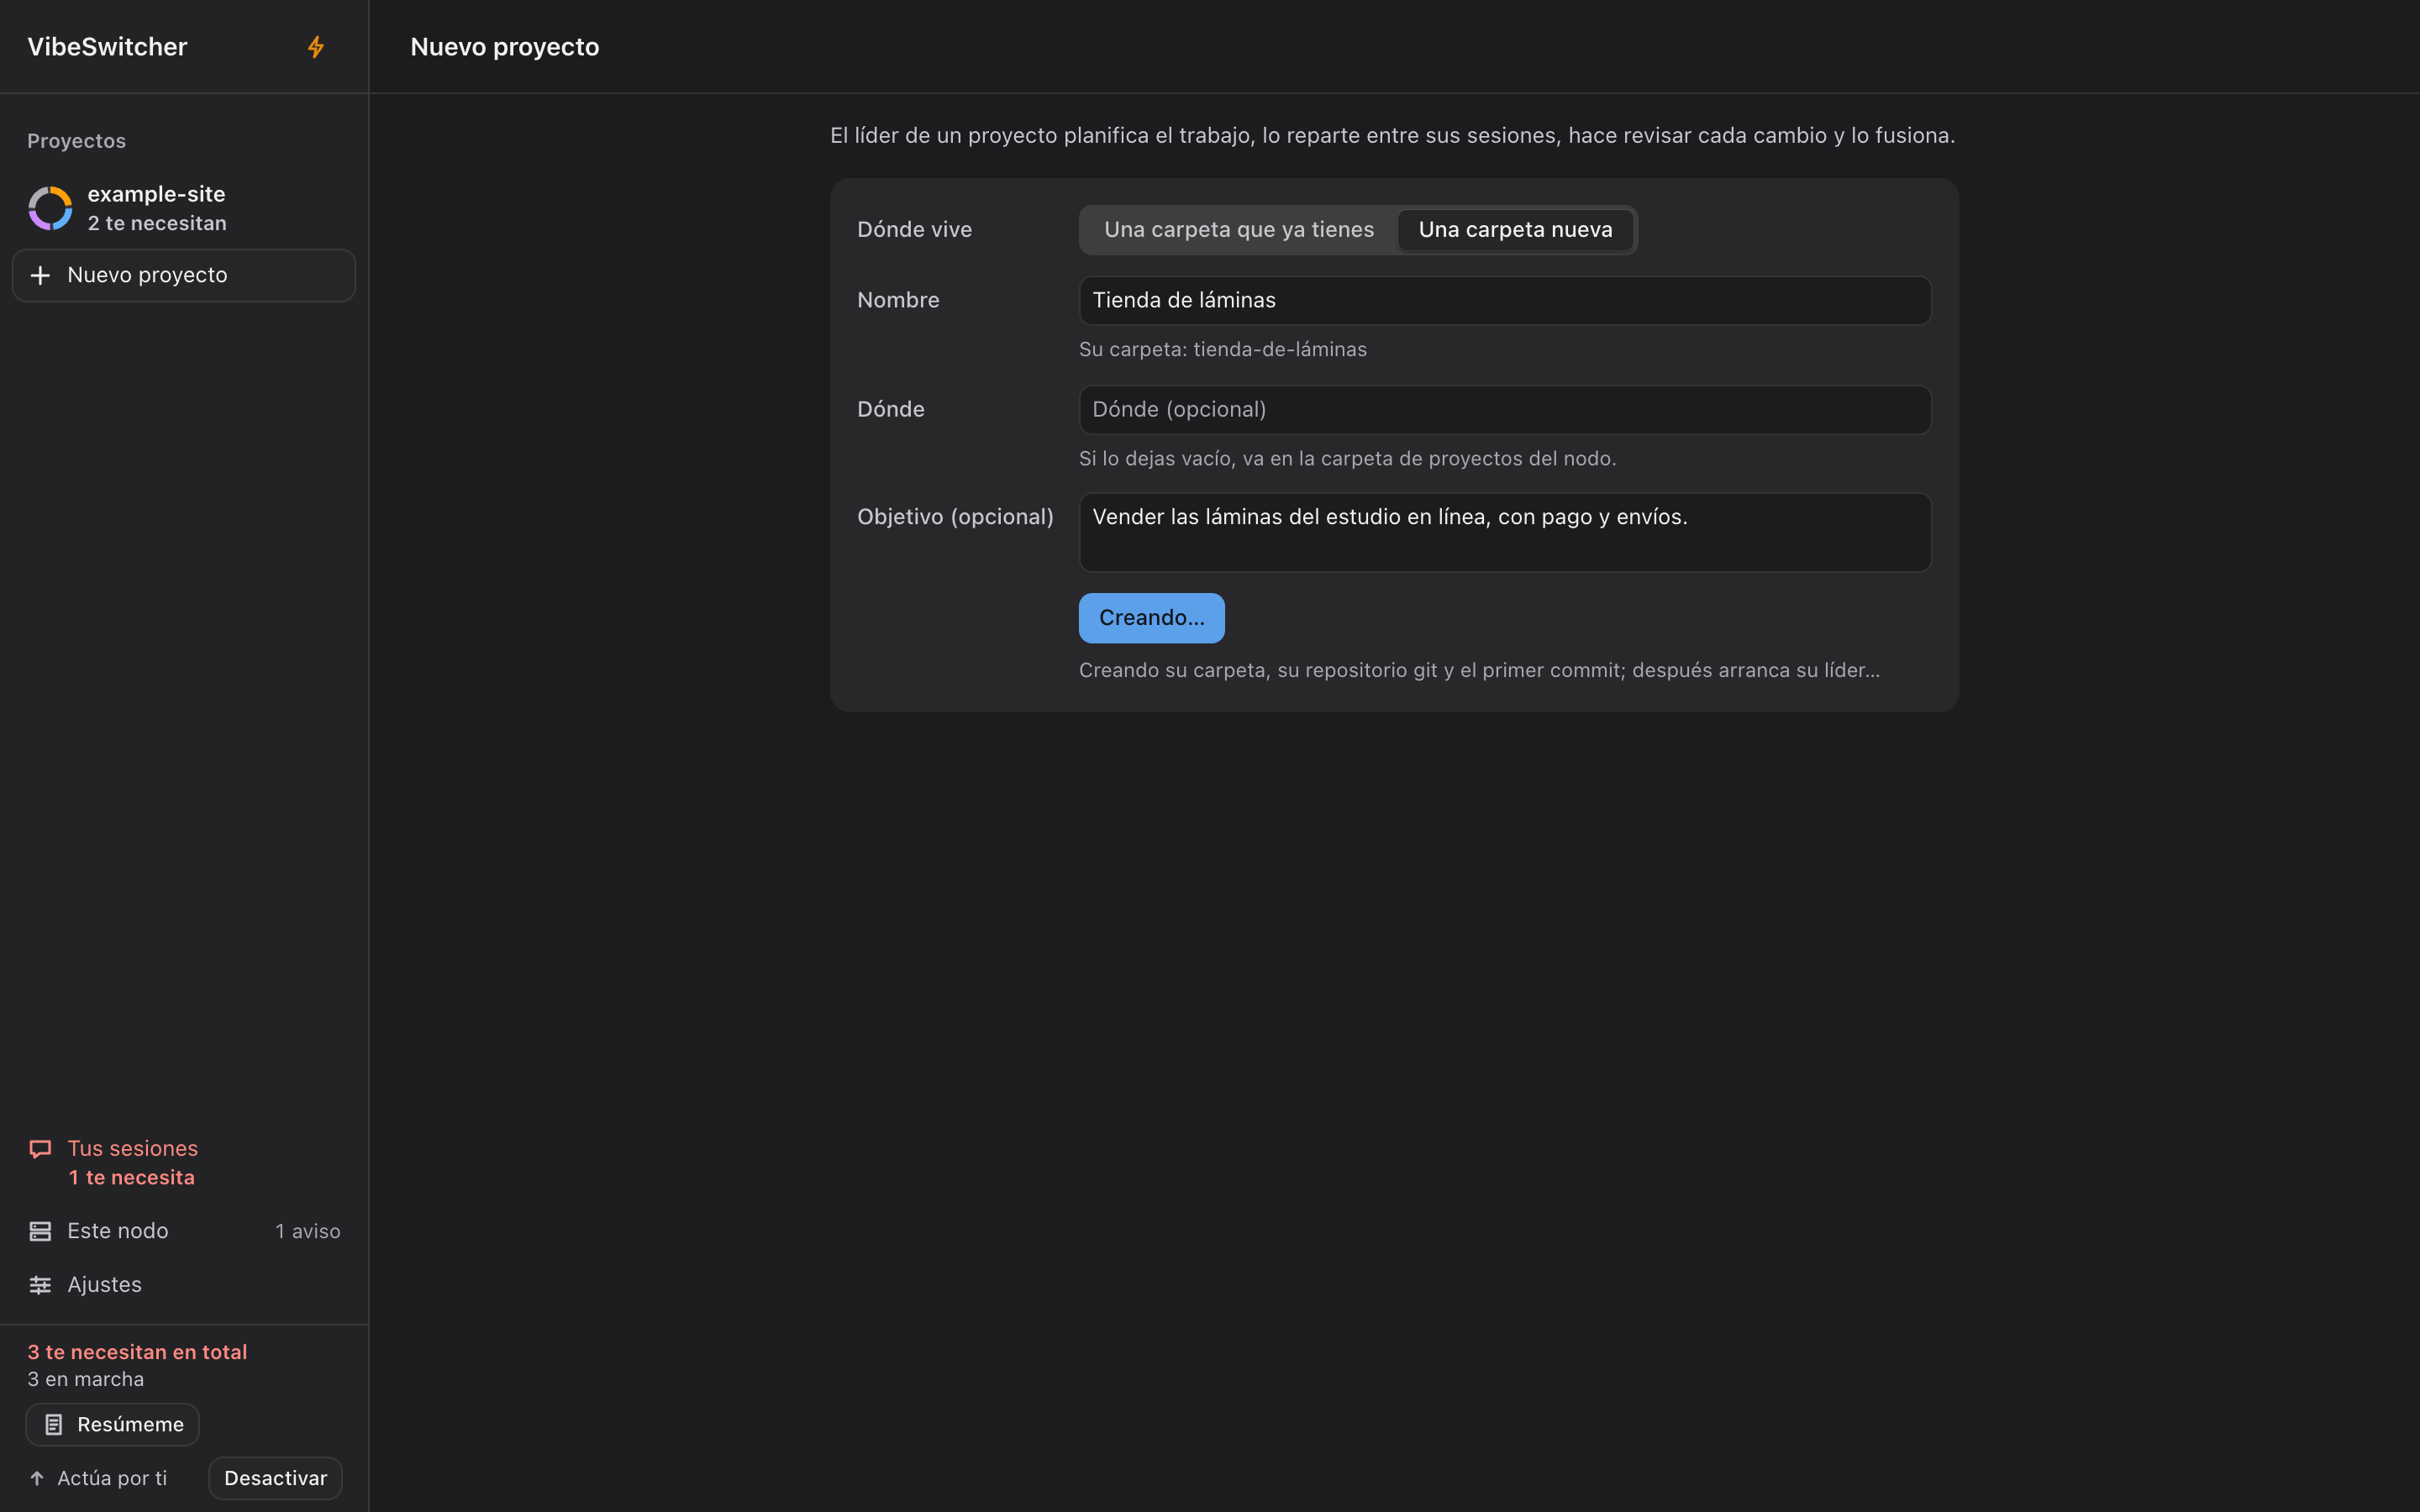 VibeSwitcher
Nuevo proyecto
Proyectos
example-site
2 te necesitan
Nuevo proyecto
El líder de un proyecto planifica el trabajo, lo reparte entre sus sesiones, hace revisar cada cambio y lo fusiona.
Dónde vive
Una carpeta que ya tienes
Una carpeta nueva
Nombre
Tienda de láminas
Su carpeta: tienda-de-láminas
Dónde
Dónde (opcional)
Si lo dejas vacío, va en la carpeta de proyectos del nodo.
Objetivo (opcional)
Vender las láminas del estudio en línea, con pago y envíos.
Creando...
Creando su carpeta, su repositorio git y el primer commit; después arranca su líder...
Tus sesiones
1 te necesita
Este nodo
1 aviso
Ajustes
3 te necesitan en total
3 en marcha
Resúmeme
Actúa por ti
Desactivar